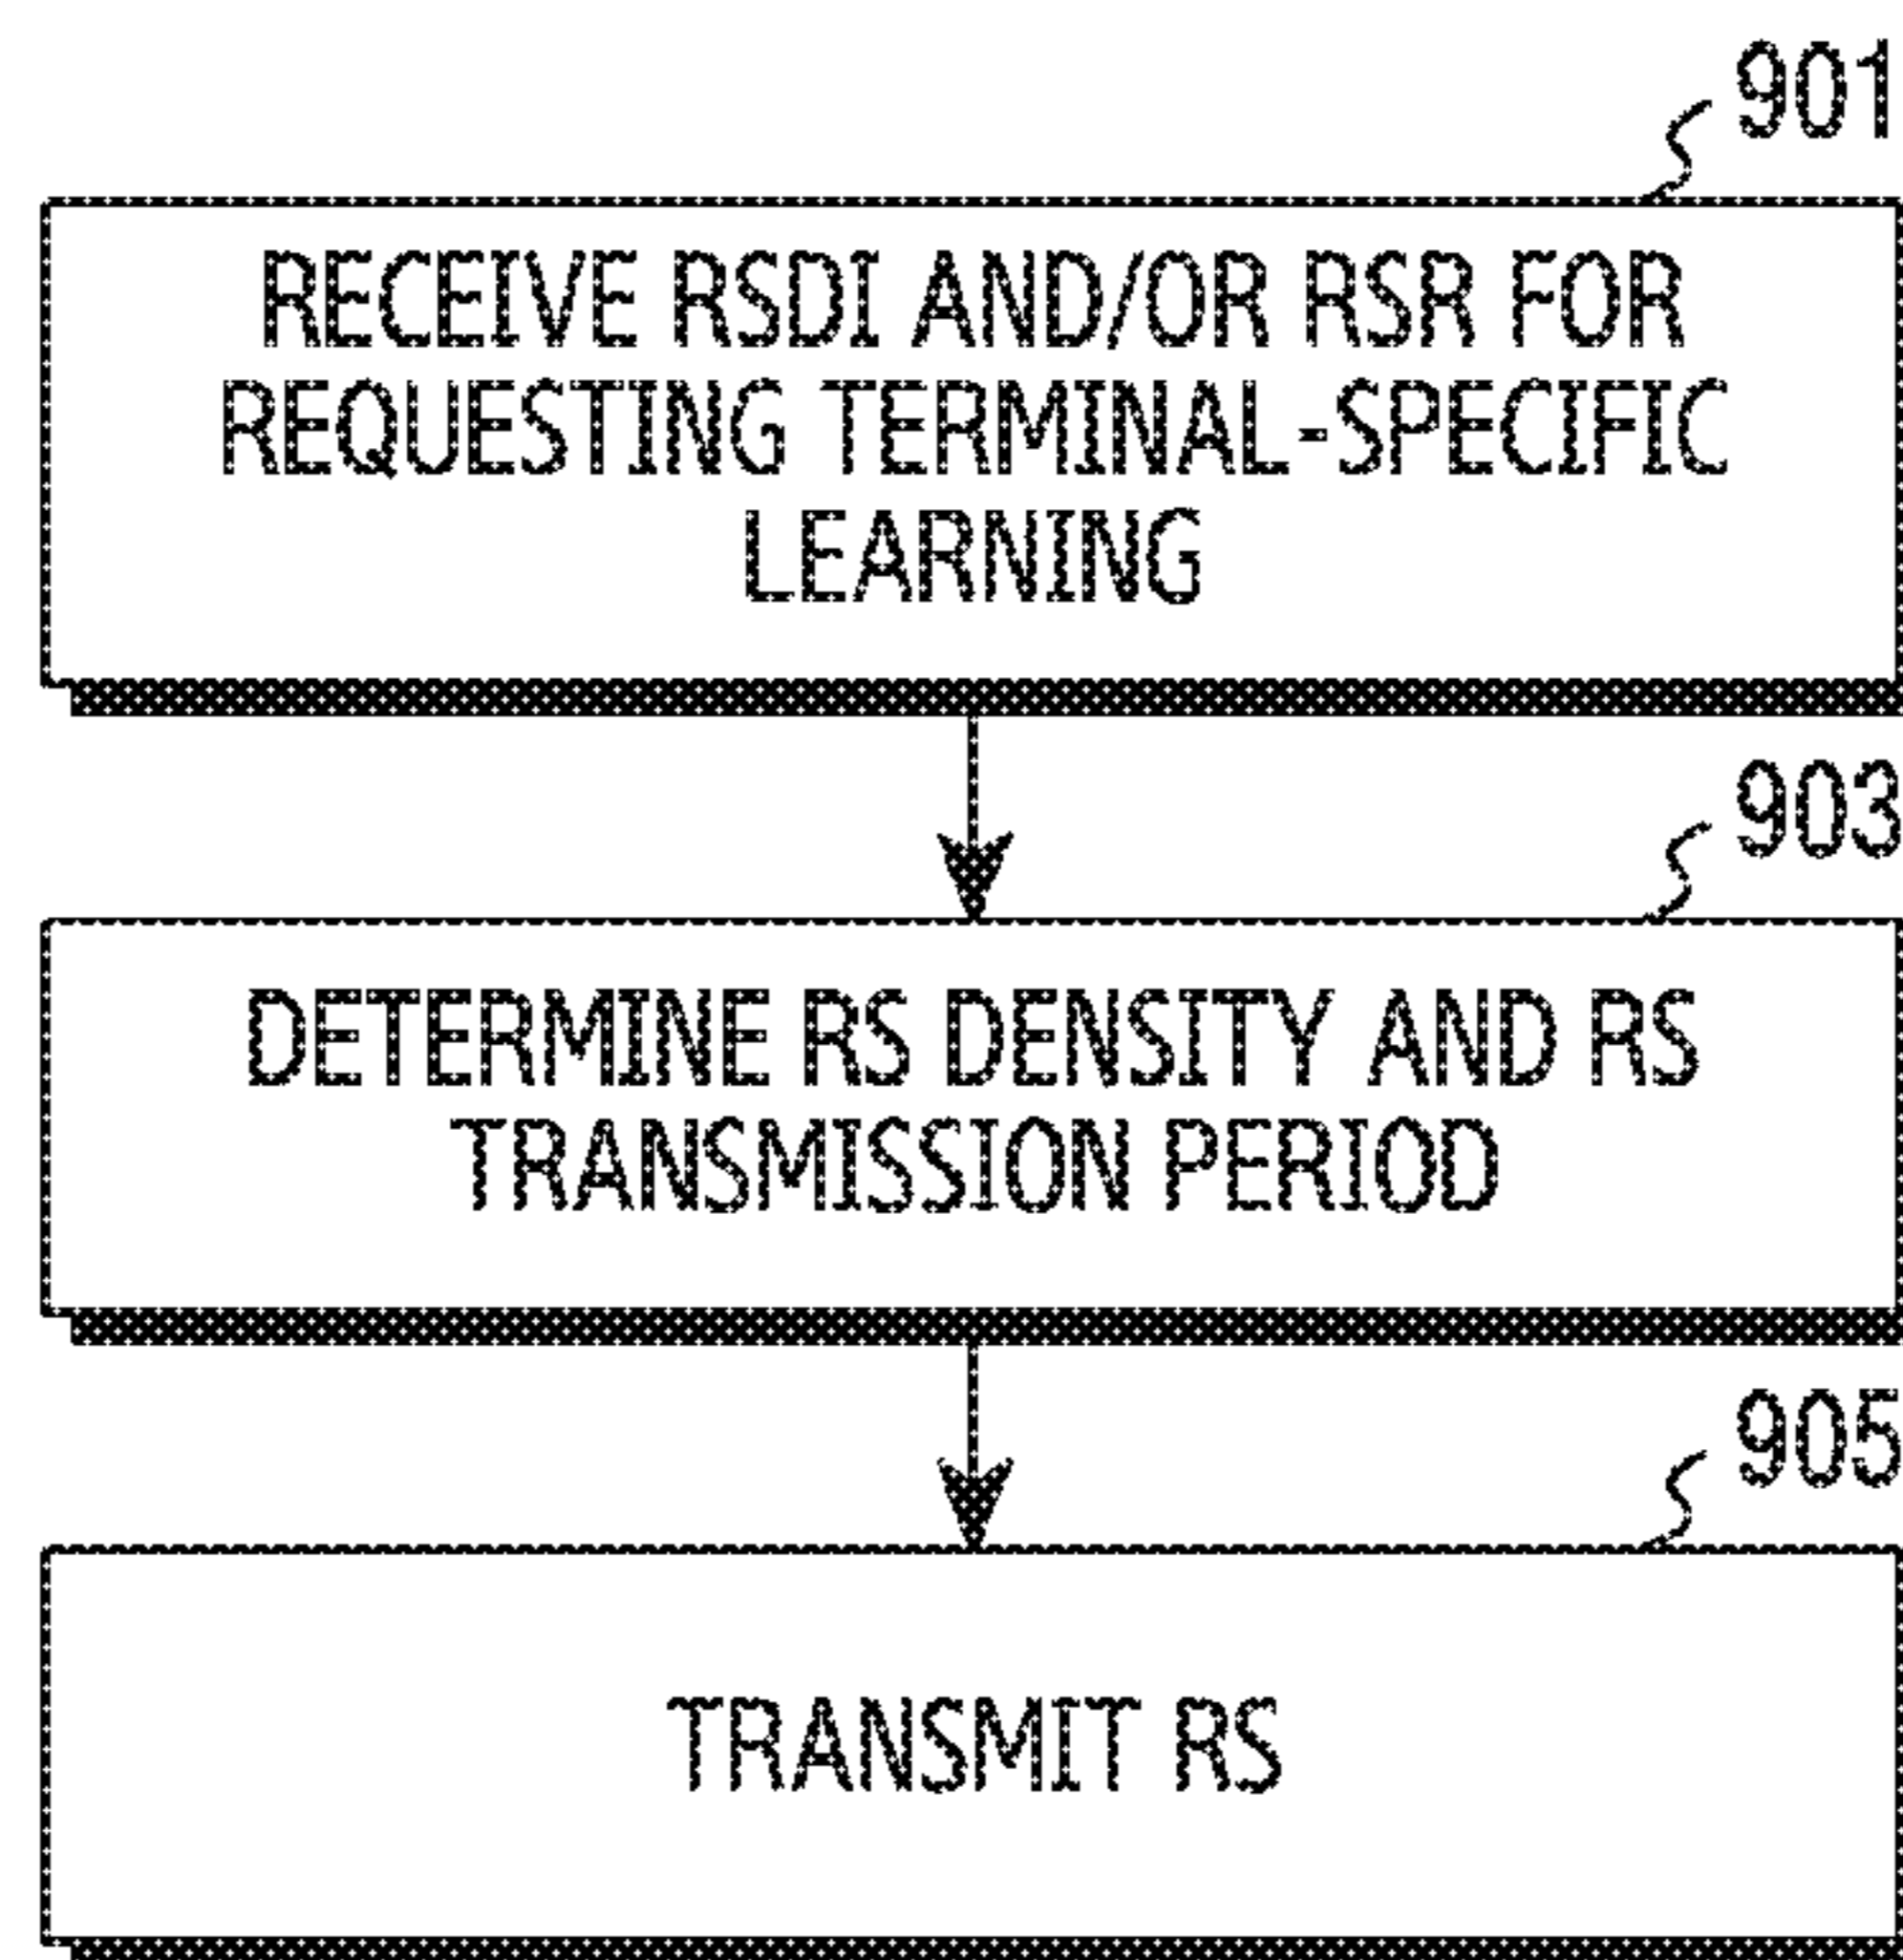 901
RECEIVE RSDI AND/OR RSR FOR
REQUESTING TERMINAL-SPECIFIC
LEARNING
903
DETERMINE RS DENSITY AND RS
TRANSMISSION PERIOD
905
TRANSMIT RS